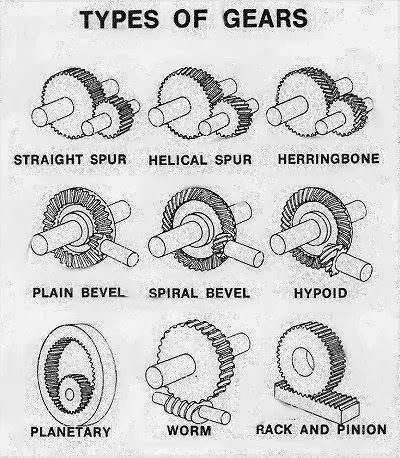 TYPES OF GEARS
STRAIGHT SPUR HELICAL SPUR HERRINGBONE
PLAIN BEVEL SPIRAL BEVEL HYPOID
PLANETARY WORM RACK AND PINION